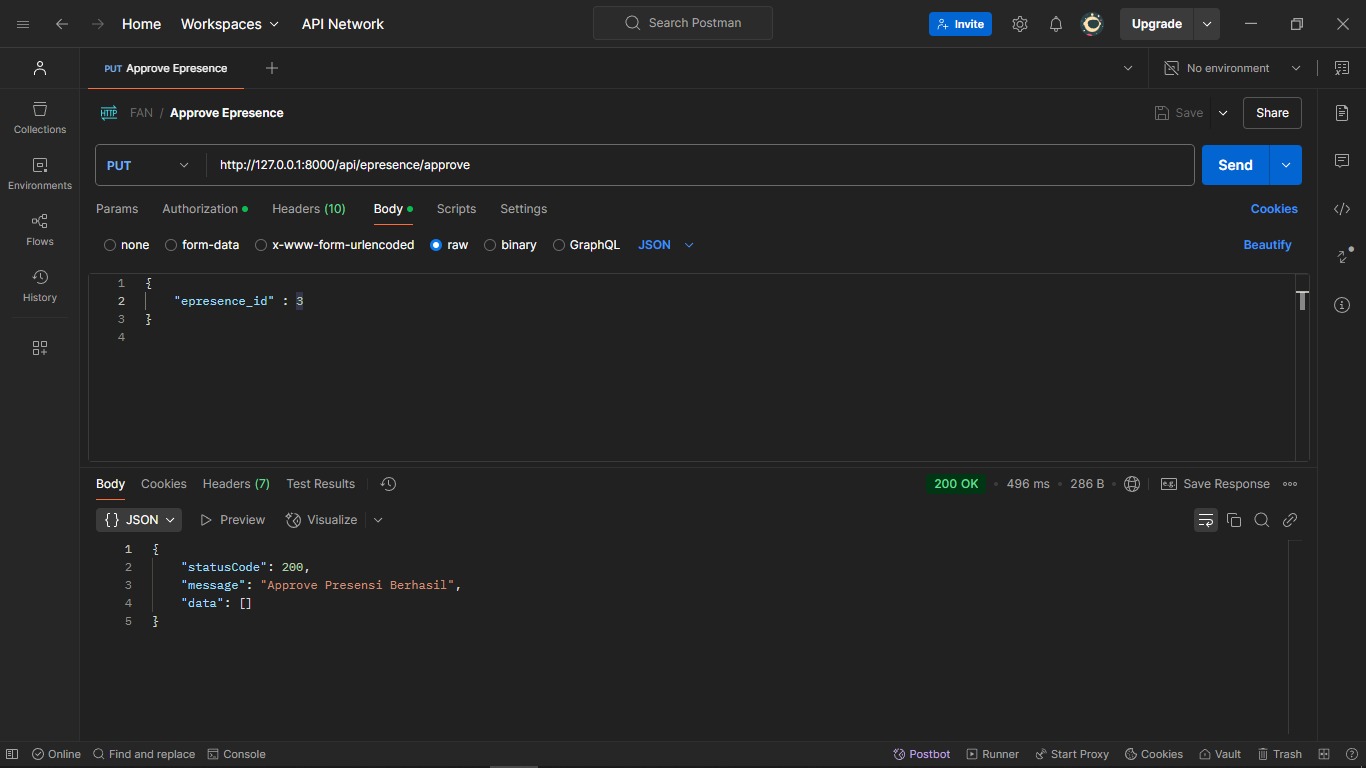 Home Workspaces API Network Search Postman Invite Upgrade
PUT Approve Epresence No environment
HTTP FAN / Approve Epresence Save Share
PUT http://127.0.0.1:8000/api/epresence/approve Send
Params Authorization Headers (10) Body Scripts Settings Cookies
none form-data x-www-form-urlencoded raw binary GraphQL JSON Beautify
1 {
2 "epresence_id" : 3
3 }
4
Collections
Environments
Flows
History
Body Cookies Headers (7) Test Results 200 OK • 496 ms • 286 B e.g. Save Response
{} JSON Preview Visualize
1 {
2 "statusCode": 200,
3 "message": "Approve Presensi Berhasil",
4 "data": []
5 }
Online Find and replace Console Postbot Runner Start Proxy Cookies Vault Trash